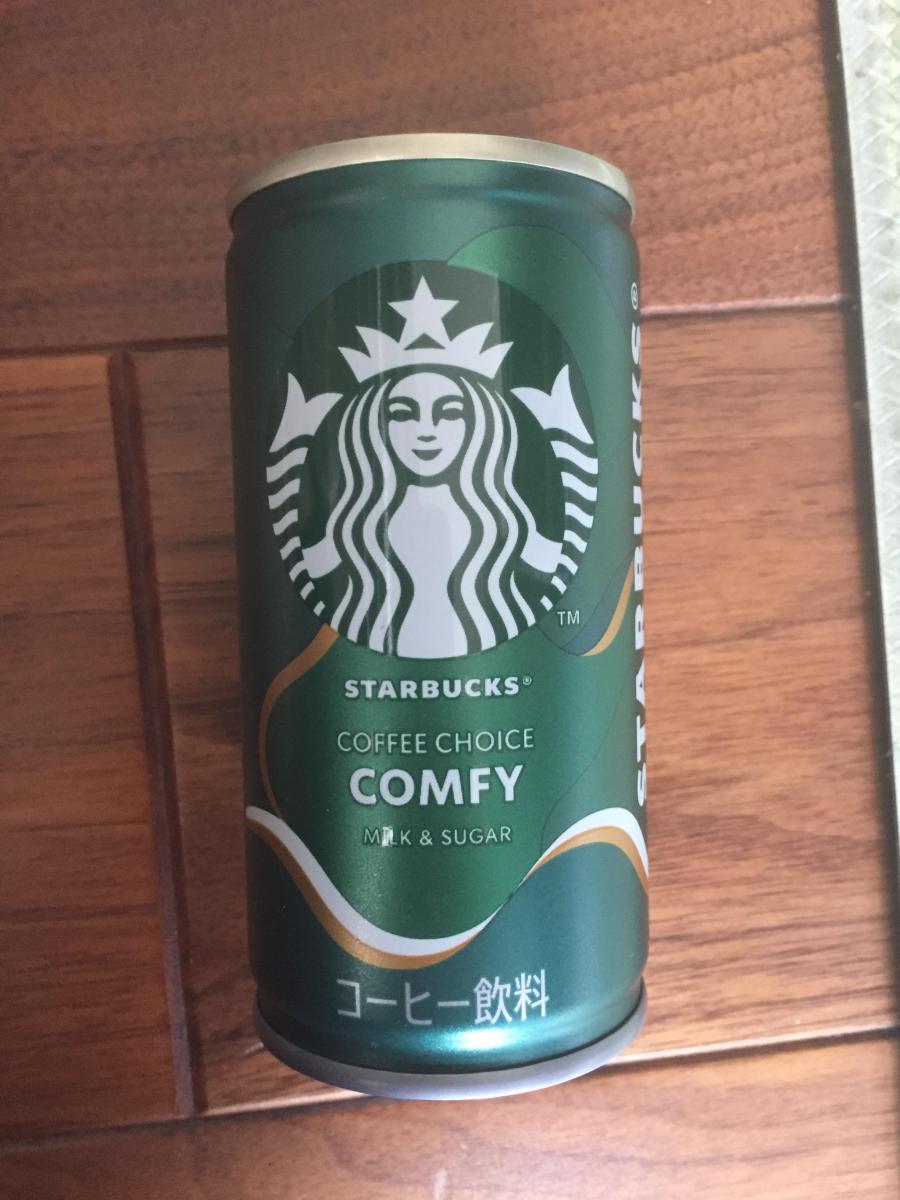 TM
STARBUCKS®
COFFEE CHOICE
COMFY
MILK & SUGAR
コーヒー飲料
STARBUCKS®